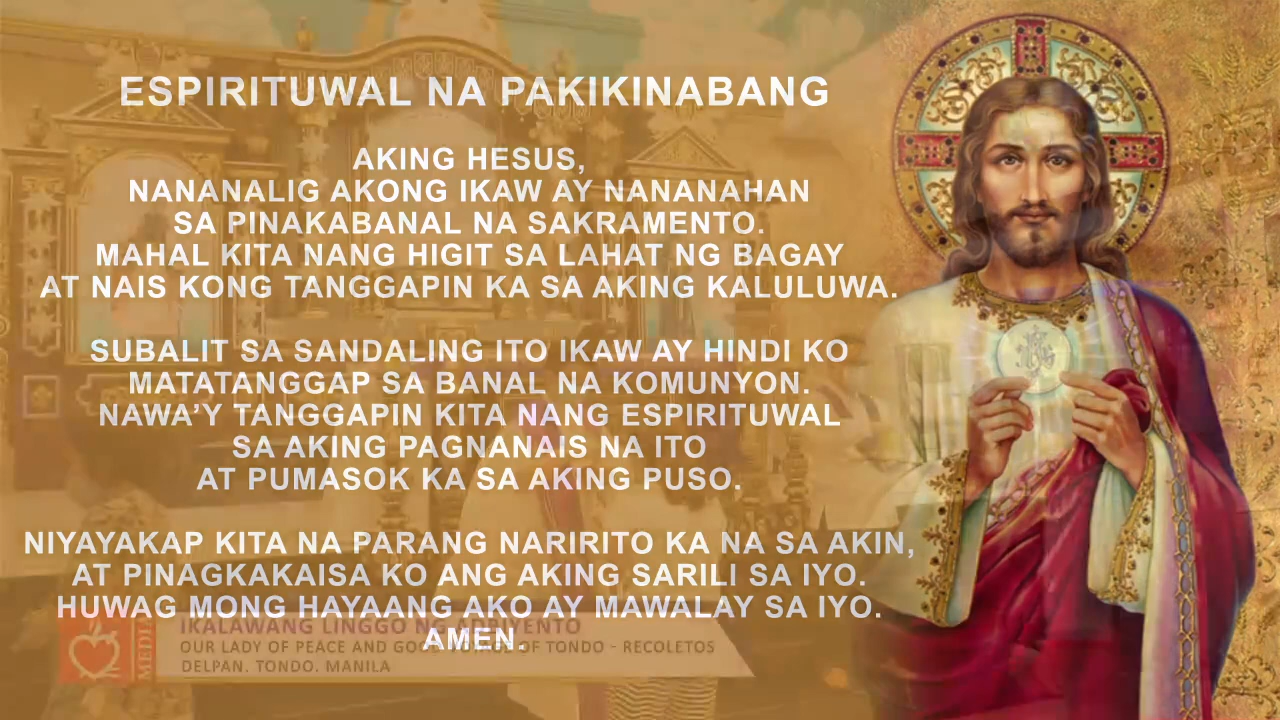 ESPIRITUWAL NA PAKIKINABANG
AKING HESUS,
NANANALIG AKONG IKAW AY NANANAHAN
SA PINAKABANAL NA SAKRAMENTO.
MAHAL KITA NANG HIGIT SA LAHAT NG BAGAY
AT NAIS KONG TANGGAPIN KA SA AKING KALULUWA.
SUBALIT SA SANDALING ITO IKAW AY HINDI KO
MATATANGGAP SA BANAL NA KOMUNYON.
NAWA’Y TANGGAPIN KITA NANG ESPIRITUWAL
SA AKING PAGNANAIS NA ITO
AT PUMASOK KA SA AKING PUSO.
NIYAYAKAP KITA NA PARANG NARIRITO KA NA SA AKIN,
AT PINAGKAKAISA KO ANG AKING SARILI SA IYO.
HUWAG MONG HAYAANG AKO AY MAWALAY SA IYO.
AMEN.
MEDIA
IKALAWANG LINGGO NG ADBIYENTO
OUR LADY OF PEACE AND GOOD OF TONDO - RECOLETOS
DELPAN, TONDO, MANILA